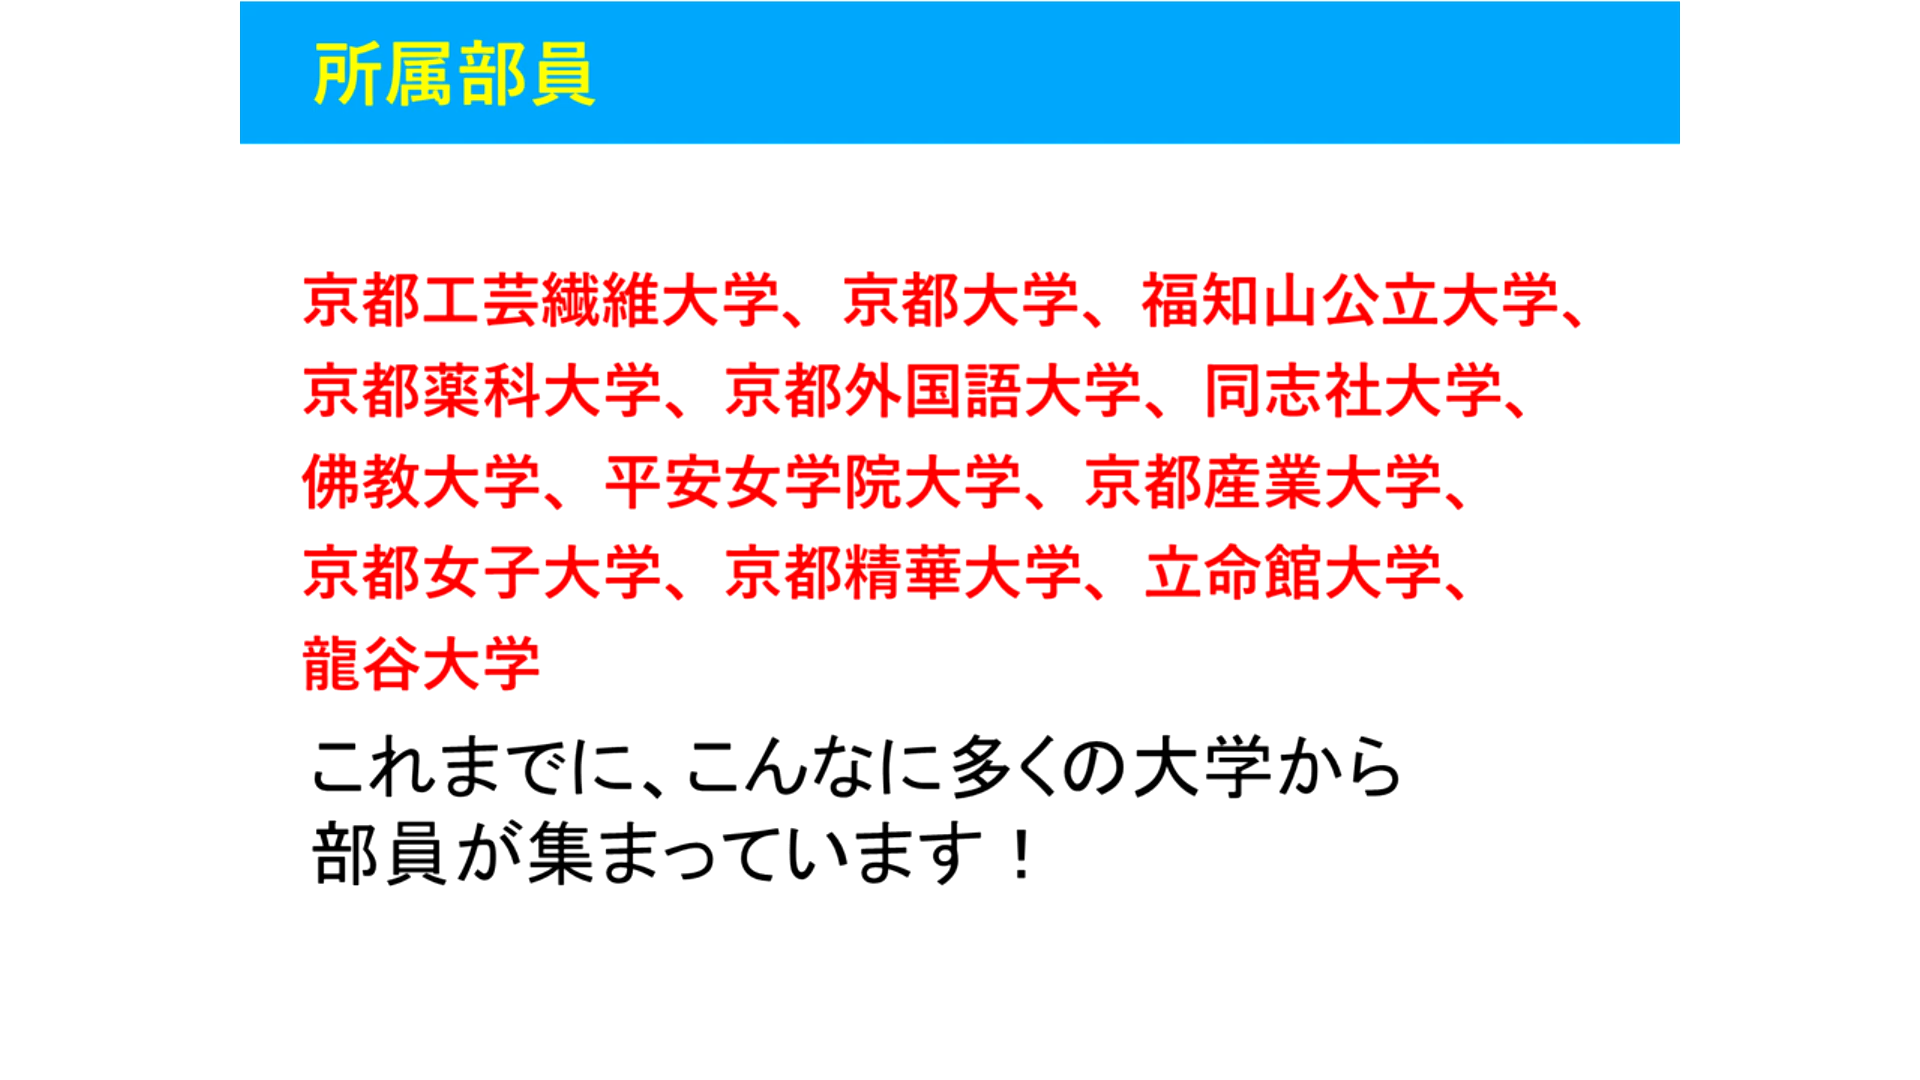 所属部員
京都工芸繊維大学、京都大学、福知山公立大学、
京都薬科大学、京都外国語大学、同志社大学、
佛教大学、平安女学院大学、京都産業大学、
京都女子大学、京都精華大学、立命館大学、
龍谷大学
これまでに、こんなに多くの大学から
部員が集まっています！